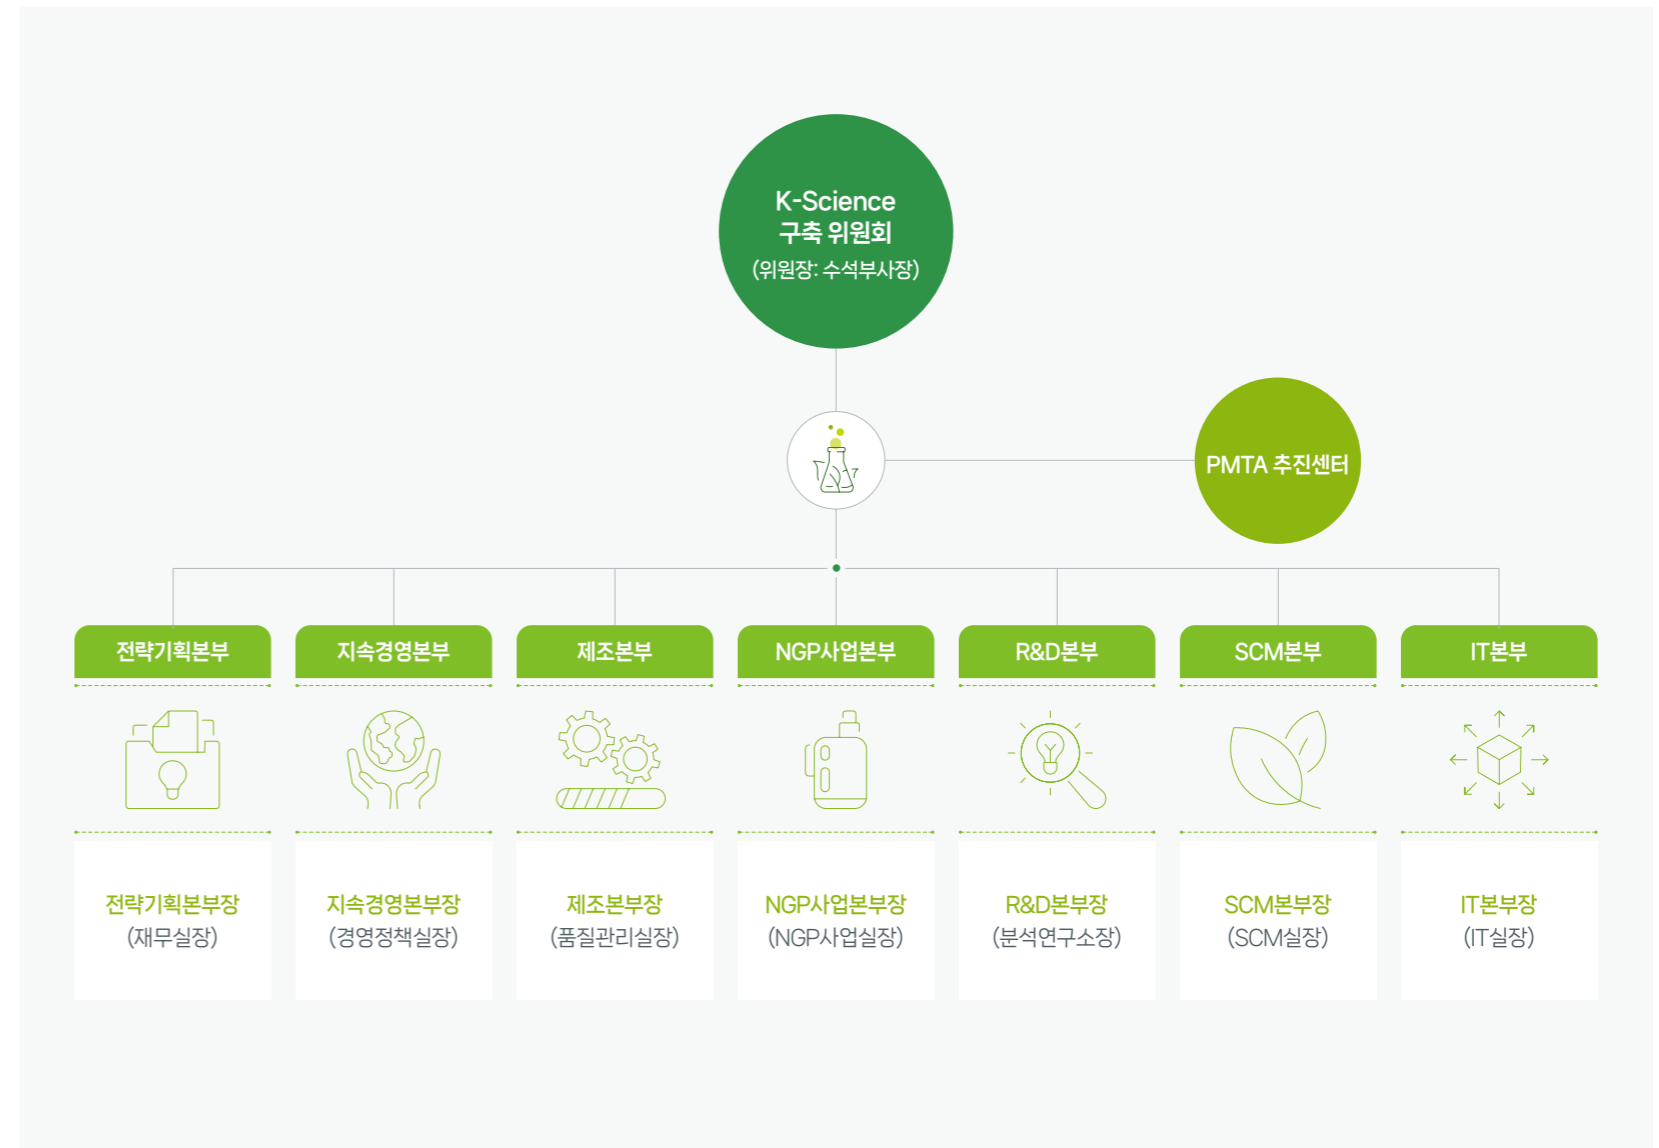 K-Science
구축 위원회
(위원장: 수석부사장)
PMTA 추진센터
전략기획본부
지속경영본부
제조본부
NGP사업본부
R&D본부
SCM본부
IT본부
전략기획본부장
(재무실장)
지속경영본부장
(경영정책실장)
제조본부장
(품질관리실장)
NGP사업본부장
(NGP사업실장)
R&D본부장
(분석연구소장)
SCM본부장
(SCM실장)
IT본부장
(IT실장)